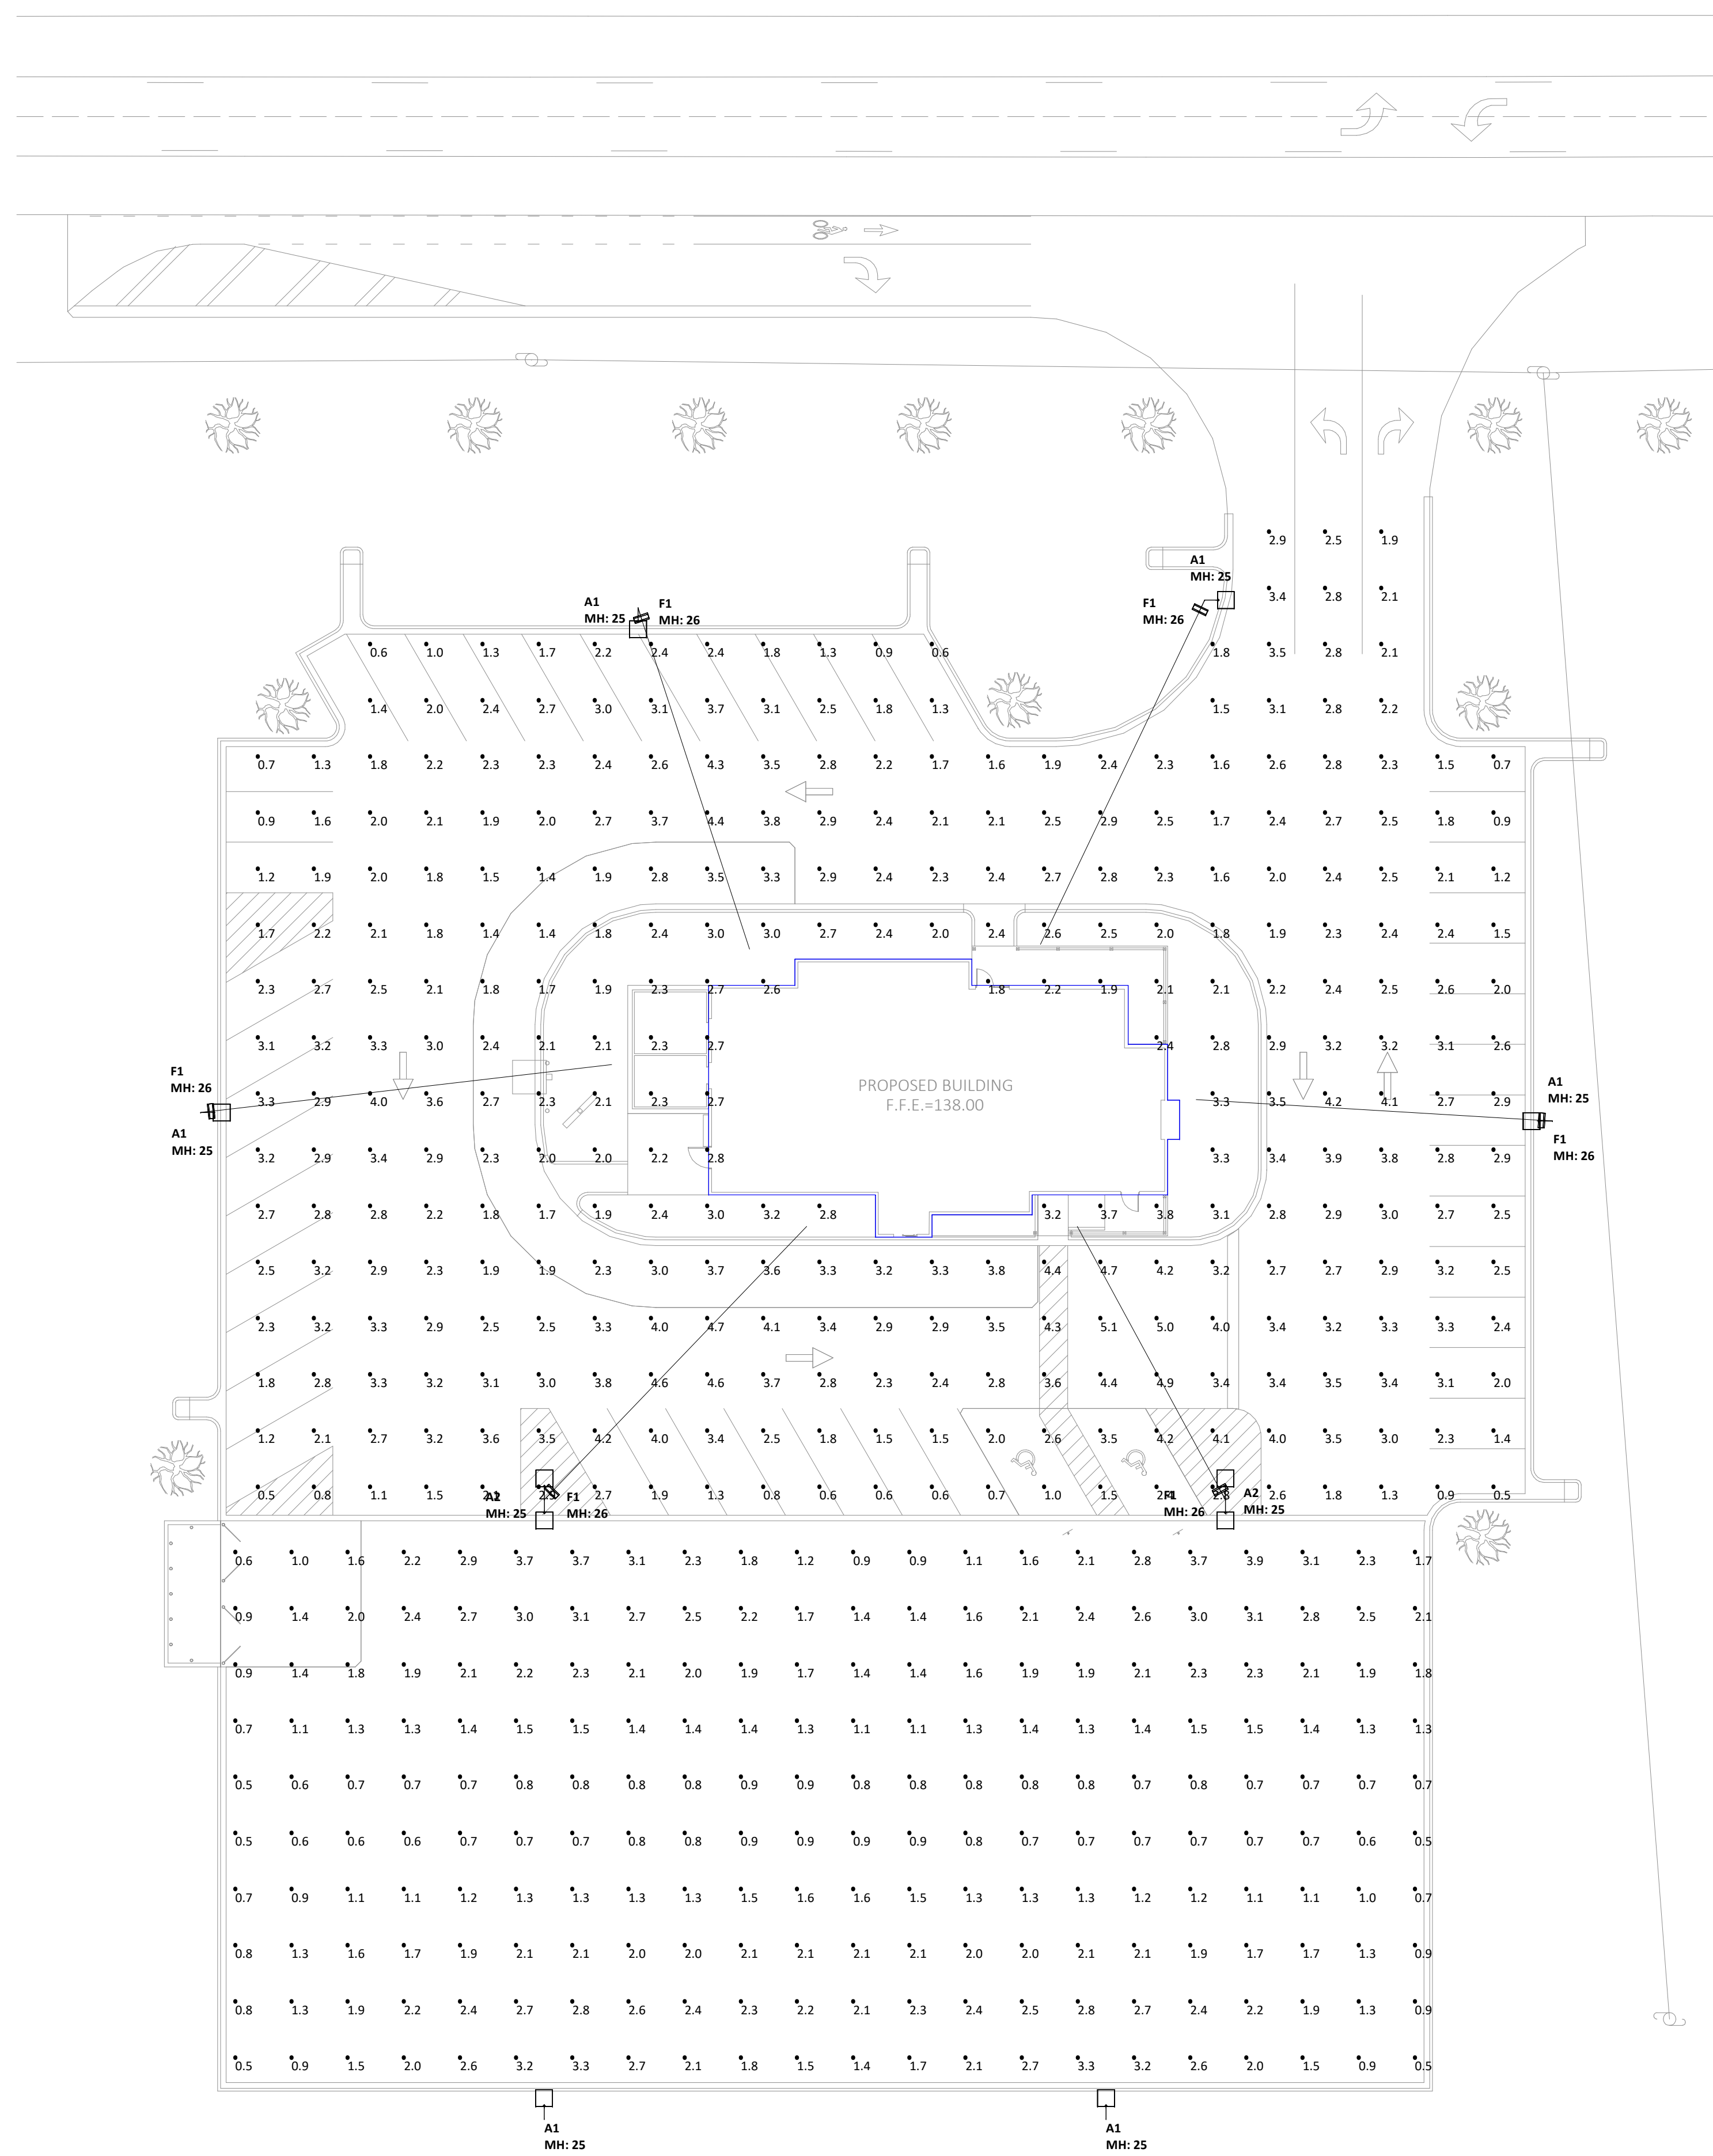 2.9 2.5 1.9
A1
MH: 25
3.4 2.8 2.1
F1
MH: 26
A1
MH: 25
F1
MH: 26
0.6 1.0 1.3 1.7 2.2 2.4 2.4 1.8 1.3 0.9 0.6 1.8 3.5 2.8 2.1
1.4 2.0 2.4 2.7 3.0 3.1 3.7 3.1 2.5 1.8 1.3 1.5 3.1 2.8 2.2
0.7 1.3 1.8 2.2 2.3 2.3 2.4 2.6 4.3 3.5 2.8 2.2 1.7 1.6 1.9 2.4 2.3 1.6 2.6 2.8 2.3 1.5 0.7
0.9 1.6 2.0 2.1 1.9 2.0 2.7 3.7 4.4 3.8 2.9 2.4 2.1 2.1 2.5 2.9 2.5 1.7 2.4 2.7 2.5 1.8 0.9
1.2 1.9 2.0 1.8 1.5 1.4 1.9 2.8 3.5 3.3 2.9 2.4 2.3 2.4 2.7 2.8 2.3 1.6 2.0 2.4 2.5 2.1 1.2
1.7 2.2 2.1 1.8 1.4 1.4 1.8 2.4 3.0 3.0 2.7 2.4 2.0 2.4 2.6 2.5 2.0 1.8 1.9 2.3 2.4 2.4 1.5
2.3 2.7 2.5 2.1 1.8 1.7 1.9 2.3 2.7 2.6 1.8 2.2 1.9 2.1 2.1 2.2 2.4 2.5 2.6 2.0
3.1 3.2 3.3 3.0 2.4 2.1 2.1 2.3 2.7 2.4 2.8 2.9 3.2 3.2 3.1 2.6
F1
MH: 26
PROPOSED BUILDING
F.F.E.=138.00
A1
MH: 25
3.3 2.9 4.0 3.6 2.7 2.3 2.1 2.3 2.7 3.3 3.5 4.2 4.1 2.7 2.9
A1
MH: 25
F1
MH: 26
3.2 2.9 3.4 2.9 2.3 2.0 2.0 2.2 2.8 3.3 3.4 3.9 3.8 2.8 2.9
2.7 2.8 2.8 2.2 1.8 1.7 1.9 2.4 3.0 3.2 2.8 3.2 3.7 3.8 3.1 2.8 2.9 3.0 2.7 2.5
2.5 3.2 2.9 2.3 1.9 1.9 2.3 3.0 3.7 3.6 3.3 3.2 3.3 3.8 4.4 4.7 4.2 3.2 2.7 2.7 2.9 3.2 2.5
2.3 3.2 3.3 2.9 2.5 2.5 3.3 4.0 4.7 4.1 3.4 2.9 2.9 3.5 4.3 5.1 5.0 4.0 3.4 3.2 3.3 3.3 2.4
1.8 2.8 3.3 3.2 3.1 3.0 3.8 4.6 4.6 3.7 2.8 2.3 2.4 2.8 3.6 4.4 4.9 3.4 3.4 3.5 3.4 3.1 2.0
1.2 2.1 2.7 3.2 3.6 3.5 4.2 4.0 3.4 2.5 1.8 1.5 1.5 2.0 2.6 3.5 4.2 4.1 4.0 3.5 3.0 2.3 1.4
0.5 0.8 1.1 1.5 2.7 1.9 1.3 0.8 0.6 0.6 0.6 0.7 1.0 1.5 2.6 1.8 1.3 0.9 0.5
A2
MH: 25
F1
MH: 26
F1
MH: 26
A2
MH: 25
0.6 1.0 1.6 2.2 2.9 3.7 3.7 3.1 2.3 1.8 1.2 0.9 0.9 1.1 1.6 2.1 2.8 3.7 3.9 3.1 2.3 1.7
0.9 1.4 2.0 2.4 2.7 3.0 3.1 2.7 2.5 2.2 1.7 1.4 1.4 1.6 2.1 2.4 2.6 3.0 3.1 2.8 2.5 2.1
0.9 1.4 1.8 1.9 2.1 2.2 2.3 2.1 2.0 1.9 1.7 1.4 1.4 1.6 1.9 1.9 2.1 2.3 2.3 2.1 1.9 1.8
0.7 1.1 1.3 1.3 1.4 1.5 1.5 1.4 1.4 1.4 1.3 1.1 1.1 1.3 1.4 1.3 1.4 1.5 1.5 1.4 1.3 1.3
0.5 0.6 0.7 0.7 0.7 0.8 0.8 0.8 0.8 0.9 0.9 0.8 0.8 0.8 0.8 0.8 0.7 0.8 0.7 0.7 0.7 0.7
0.5 0.6 0.6 0.6 0.7 0.7 0.7 0.8 0.8 0.9 0.9 0.9 0.9 0.8 0.7 0.7 0.7 0.7 0.7 0.7 0.6 0.5
0.7 0.9 1.1 1.1 1.2 1.3 1.3 1.3 1.3 1.5 1.6 1.6 1.5 1.3 1.3 1.3 1.2 1.2 1.1 1.1 1.0 0.7
0.8 1.3 1.6 1.7 1.9 2.1 2.1 2.0 2.0 2.1 2.1 2.1 2.1 2.0 2.0 2.1 2.1 1.9 1.7 1.7 1.3 0.9
0.8 1.3 1.9 2.2 2.4 2.7 2.8 2.6 2.4 2.3 2.2 2.1 2.3 2.4 2.5 2.8 2.7 2.4 2.2 1.9 1.3 0.9
0.5 0.9 1.5 2.0 2.6 3.2 3.3 2.7 2.1 1.8 1.5 1.4 1.7 2.1 2.7 3.3 3.2 2.6 2.0 1.5 0.9 0.5
A1
MH: 25
A1
MH: 25